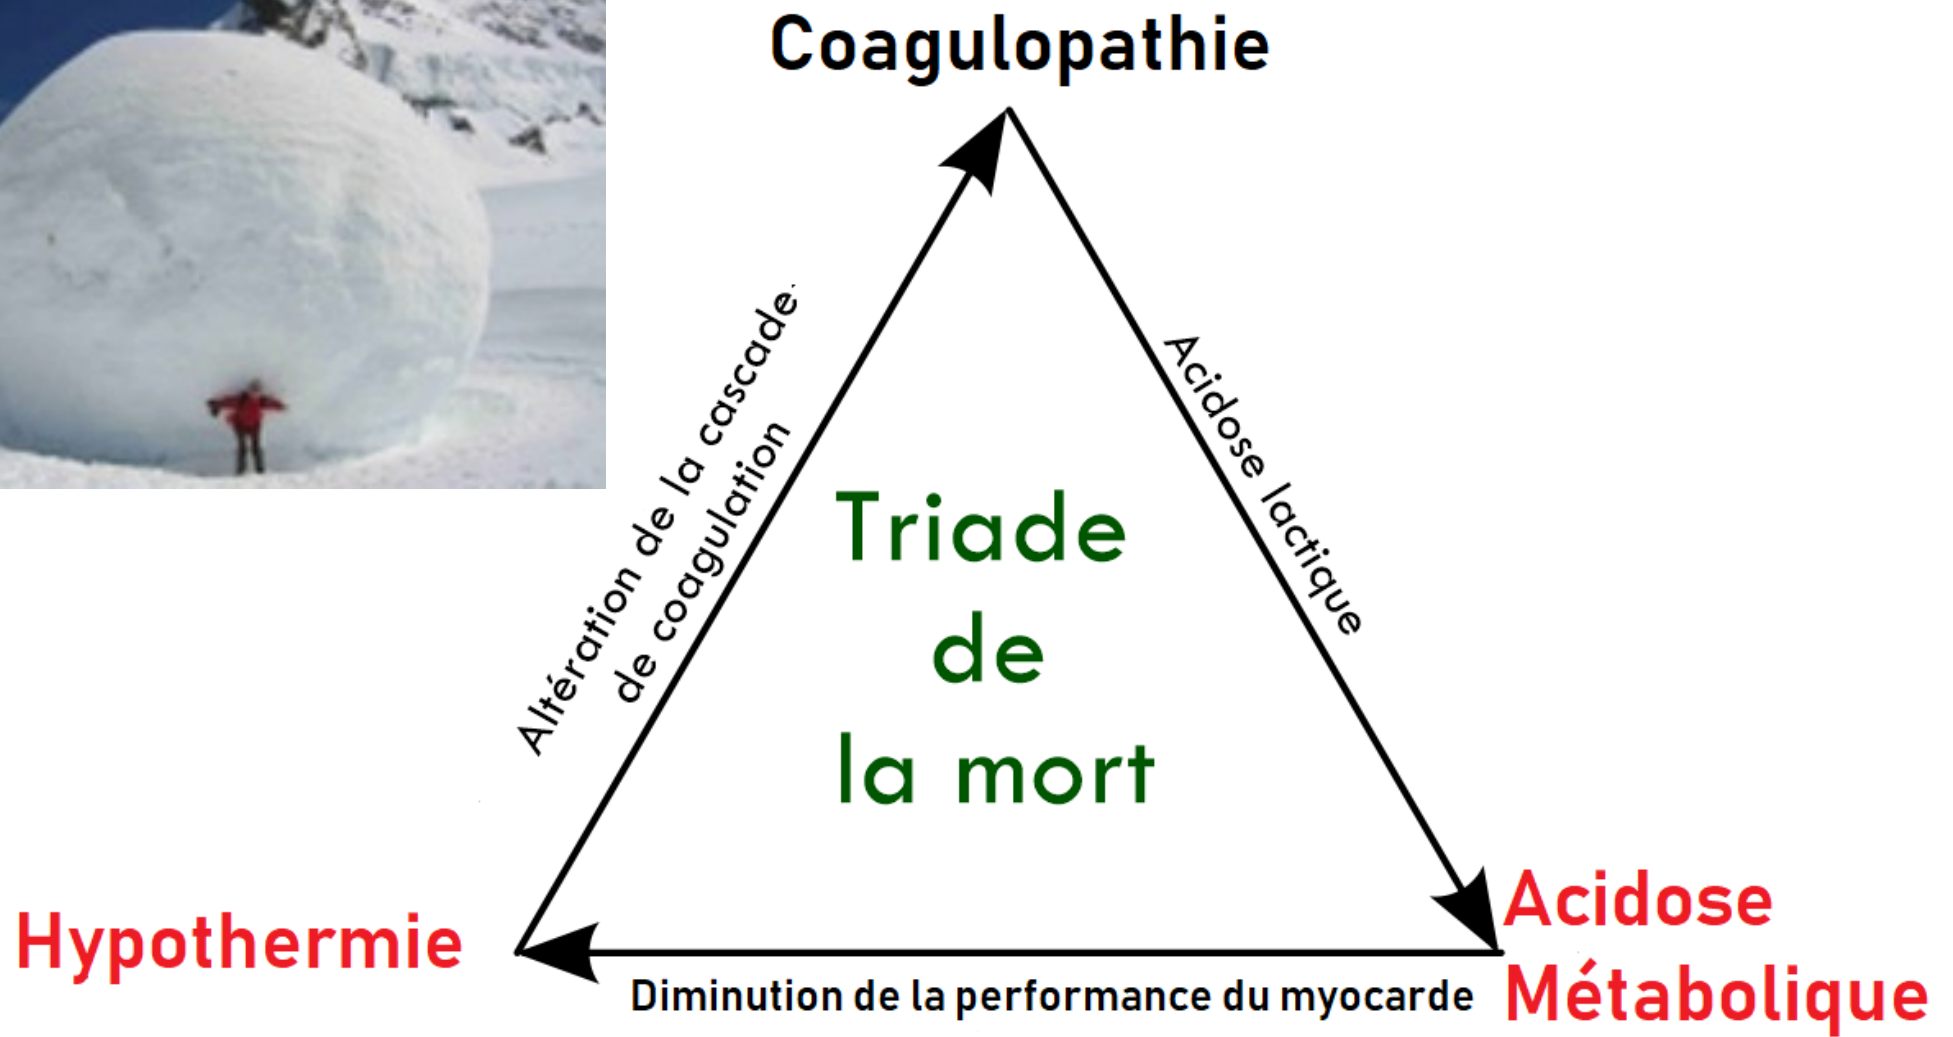 Coagulopathie
Altération de la cascade
de coagulation
Acidose lactique
Triade
de
la mort
Hypothermie
Acidose
Métabolique
Diminution de la performance du myocarde